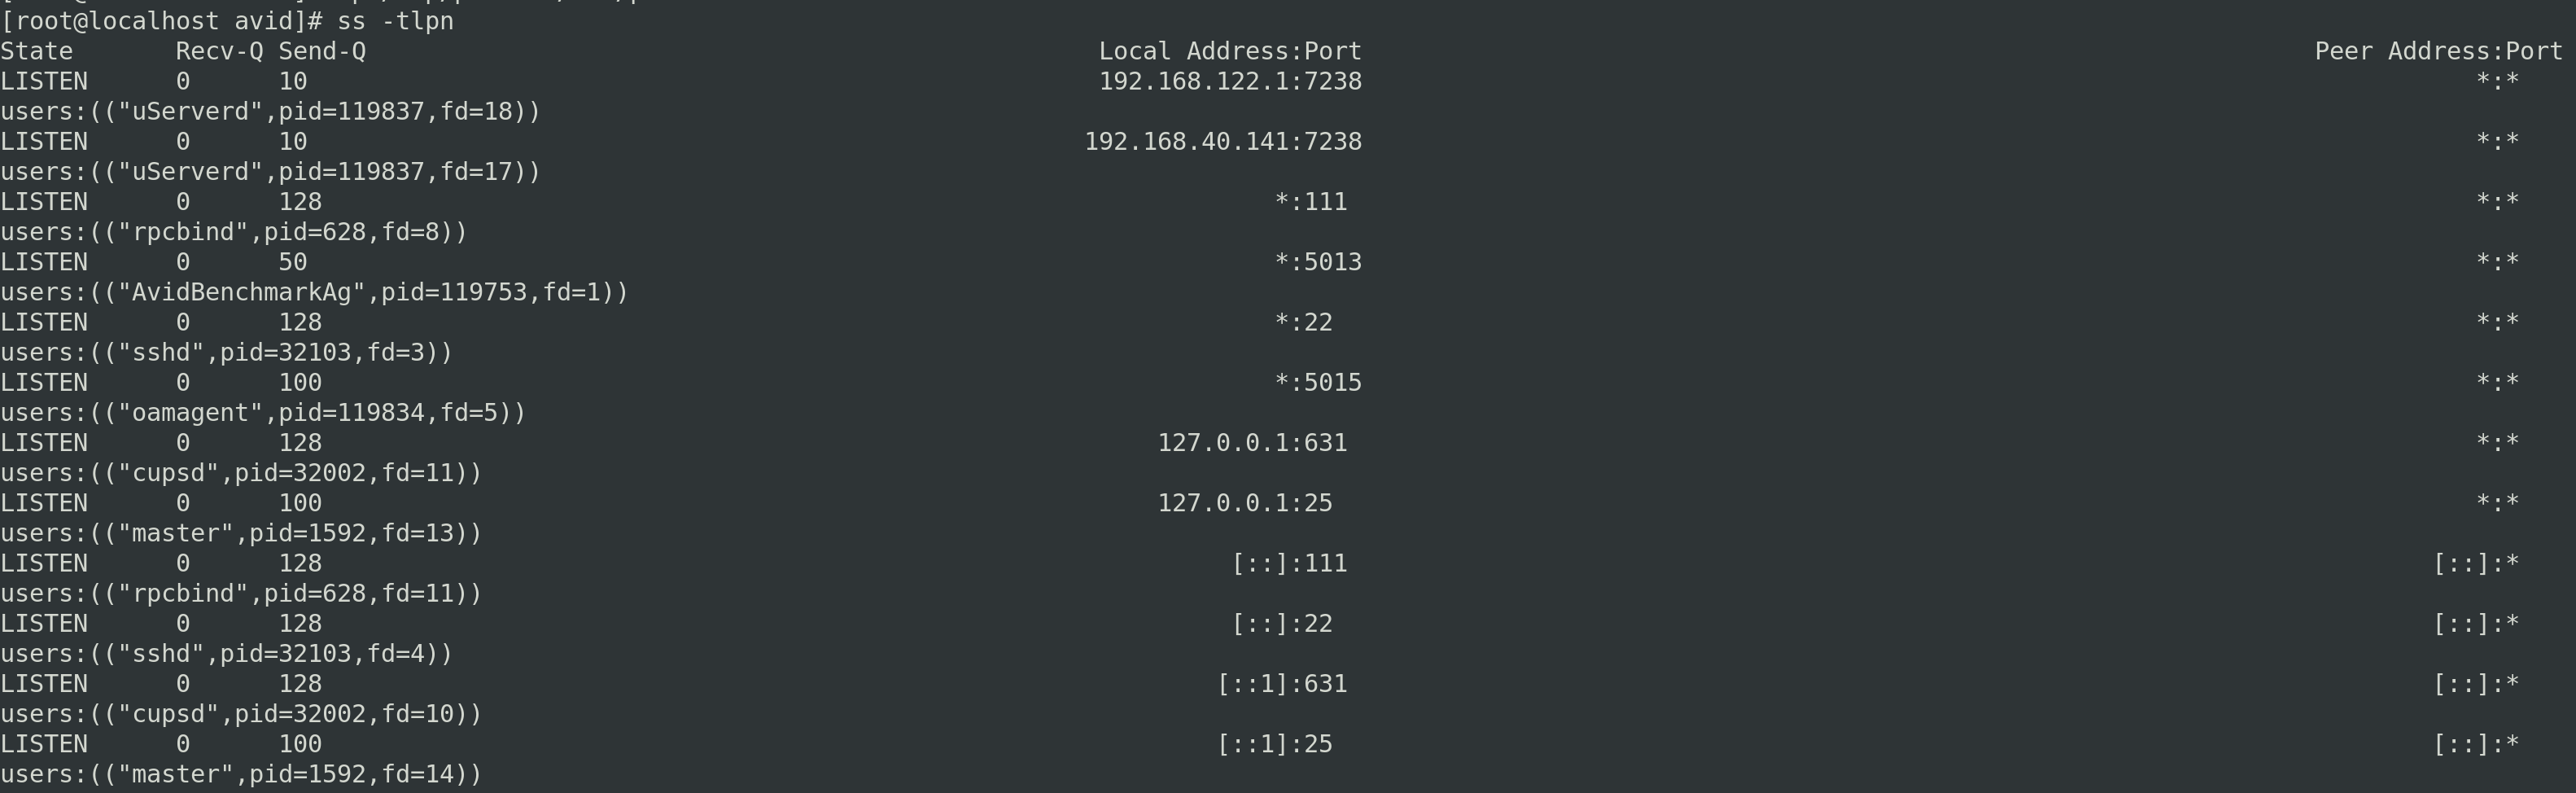 [root@localhost avid]# ss -tlpn
State       Recv-Q Send-Q                                                  Local Address:Port                                                                 Peer Address:Port
LISTEN      0      10                                                      192.168.122.1:7238                                                                            *:*
users:(("uServerd",pid=119837,fd=18))
LISTEN      0      10                                                     192.168.40.141:7238                                                                            *:*
users:(("uServerd",pid=119837,fd=17))
LISTEN      0      128                                                                 *:111                                                                             *:*
users:(("rpcbind",pid=628,fd=8))
LISTEN      0      50                                                                  *:5013                                                                            *:*
users:(("AvidBenchmarkAg",pid=119753,fd=1))
LISTEN      0      128                                                                 *:22                                                                              *:*
users:(("sshd",pid=32103,fd=3))
LISTEN      0      100                                                                 *:5015                                                                            *:*
users:(("oamagent",pid=119834,fd=5))
LISTEN      0      128                                                         127.0.0.1:631                                                                             *:*
users:(("cupsd",pid=32002,fd=11))
LISTEN      0      100                                                         127.0.0.1:25                                                                              *:*
users:(("master",pid=1592,fd=13))
LISTEN      0      128                                                              [::]:111                                                                          [::]:*
users:(("rpcbind",pid=628,fd=11))
LISTEN      0      128                                                              [::]:22                                                                           [::]:*
users:(("sshd",pid=32103,fd=4))
LISTEN      0      128                                                             [::1]:631                                                                          [::]:*
users:(("cupsd",pid=32002,fd=10))
LISTEN      0      100                                                             [::1]:25                                                                           [::]:*
users:(("master",pid=1592,fd=14))